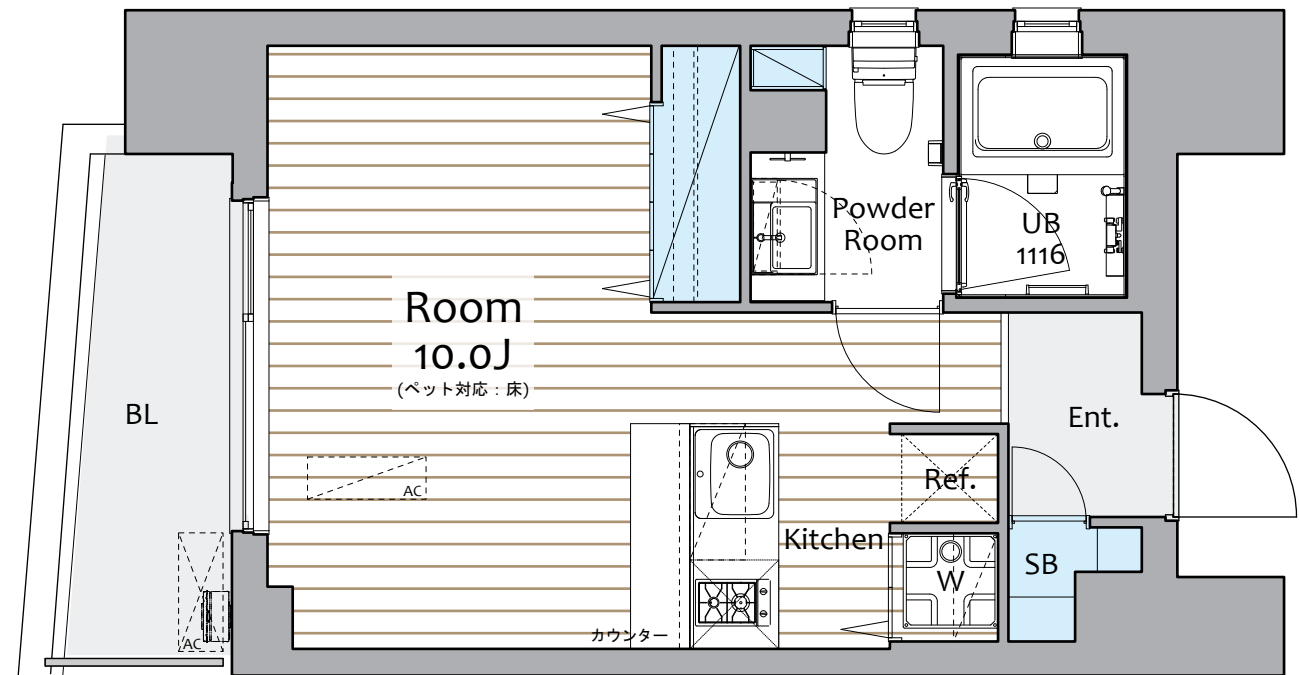 Powder
Room
UB
1116
Room
10.0J
(ペット対応：床)
BL
Ent.
AC
Ref.
Kitchen
SB
W
カウンター
AC